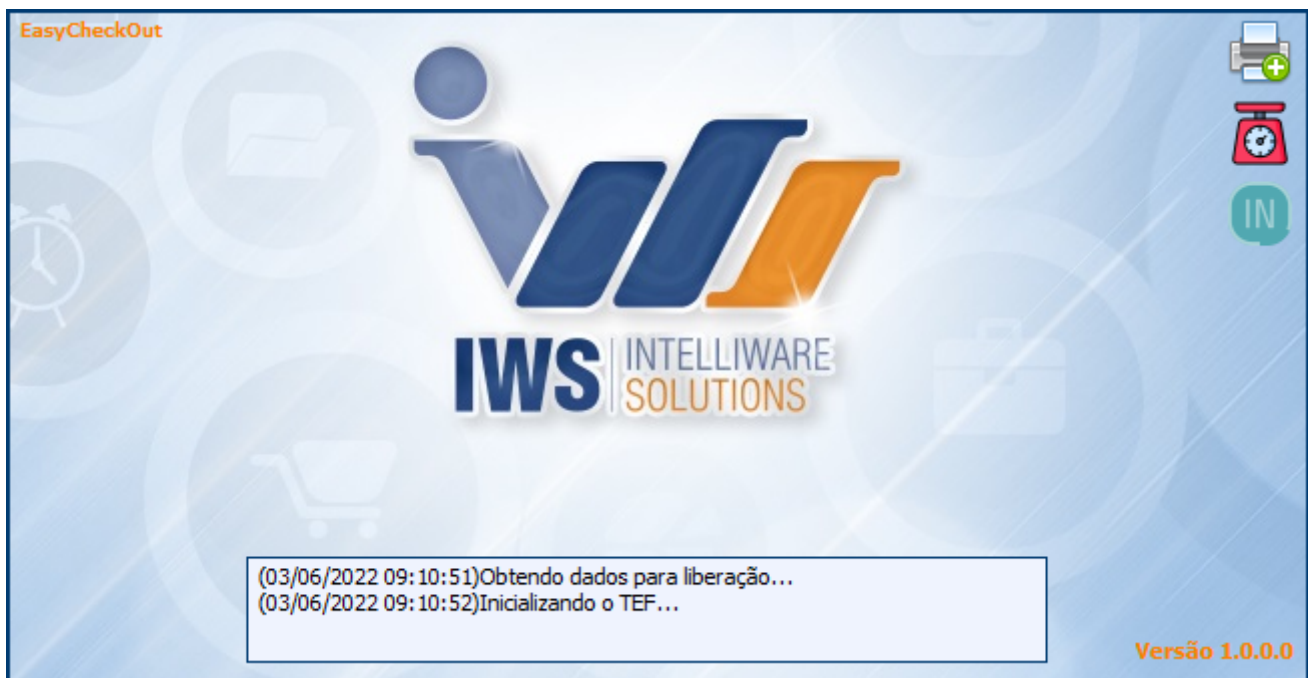 EasyCheckOut
IN
IWS
INTELLIWARE
SOLUTIONS
(03/06/2022 09:10:51)Obtendo dados para liberação...
(03/06/2022 09:10:52)Inicializando o TEF...
Versão 1.0.0.0